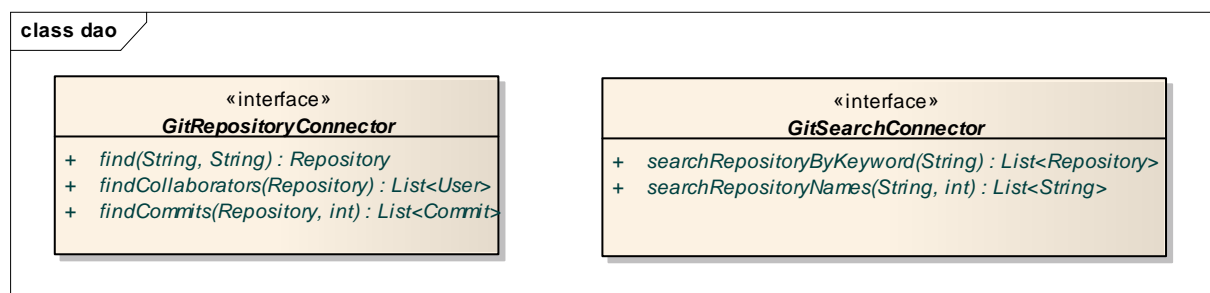 class dao
«interface»
GitRepositoryConnector
+ find(String, String) : Repository
+ findCollaborators(Repository) : List<User>
+ findCommits(Repository, int) : List<Commit>
«interface»
GitSearchConnector
+ searchRepositoryByKeyword(String) : List<Repository>
+ searchRepositoryNames(String, int) : List<String>